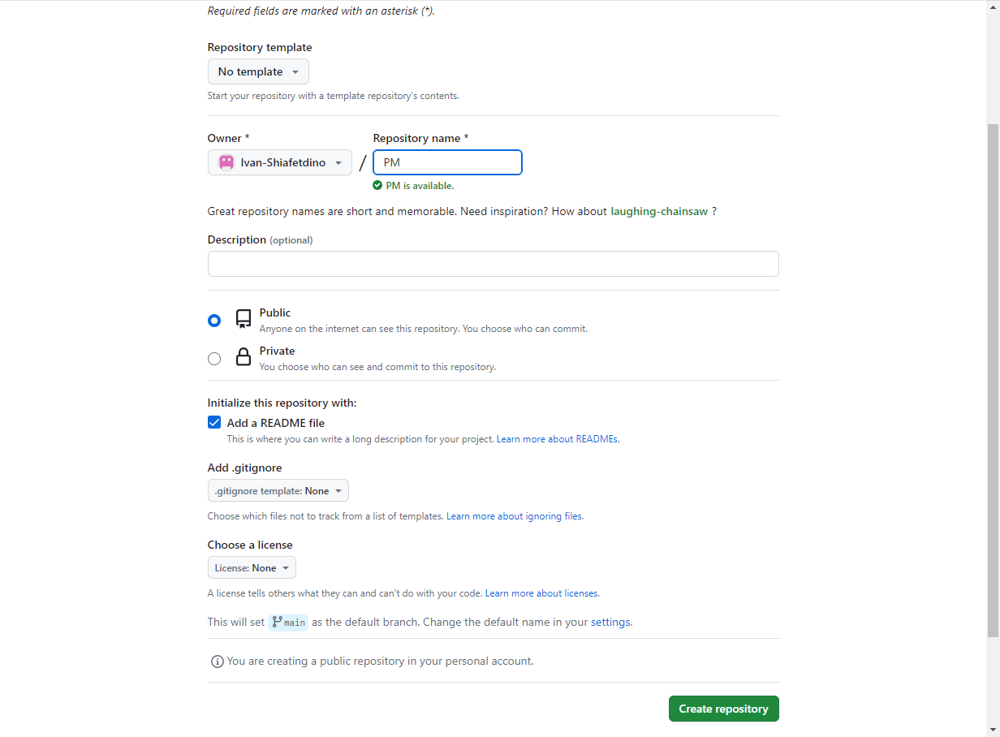 Required fields are marked with an asterisk (*).
Repository template
No template
Start your repository with a template repository's contents.
Owner *
Repository name *
Ivan-Shiafetdino
/
PM
PM is available.
Great repository names are short and memorable. Need inspiration? How about laughing-chainsaw ?
Description (optional)
Public
Anyone on the internet can see this repository. You choose who can commit.
Private
You choose who can see and commit to this repository.
Initialize this repository with:
Add a README file
This is where you can write a long description for your project. Learn more about READMEs.
Add .gitignore
.gitignore template: None
Choose which files not to track from a list of templates. Learn more about ignoring files.
Choose a license
License: None
A license tells others what they can and can't do with your code. Learn more about licenses.
This will set main as the default branch. Change the default name in your settings.
You are creating a public repository in your personal account.
Create repository